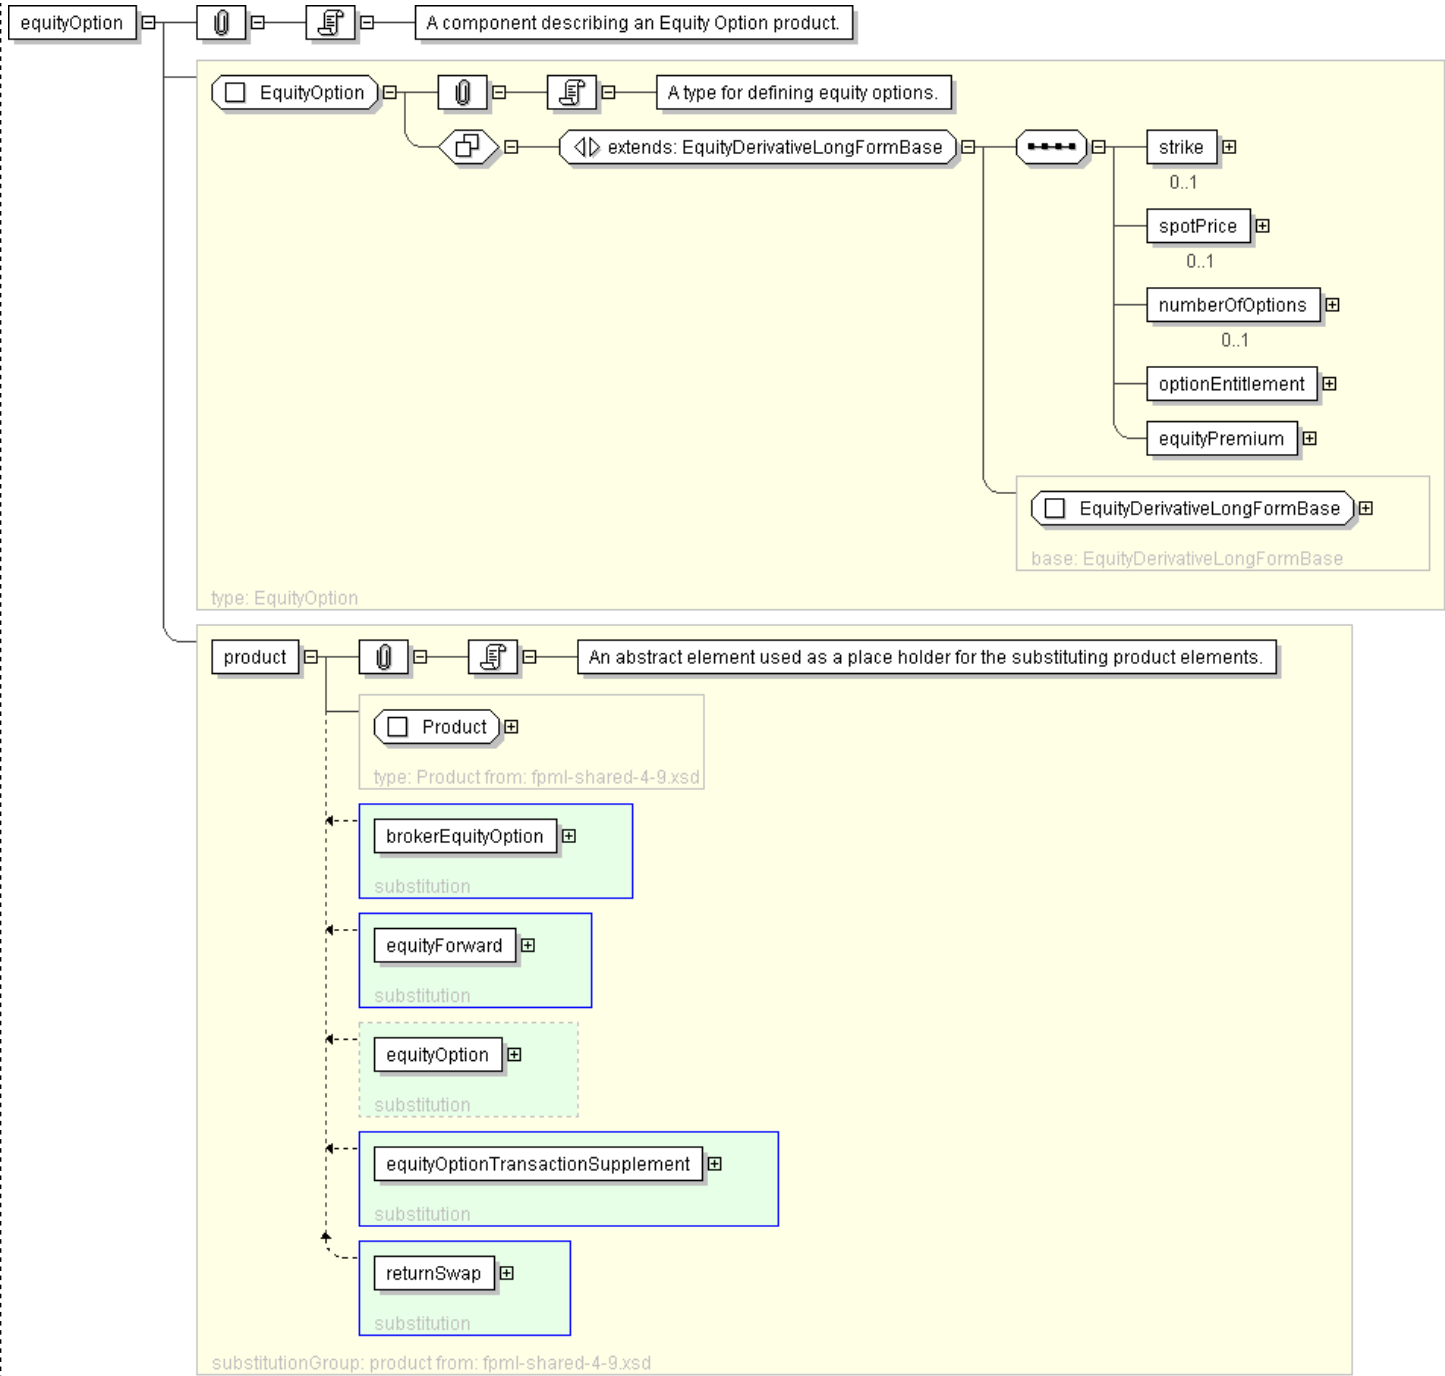 equityOption
A component describing an Equity Option product.
EquityOption
A type for defining equity options.
extends: EquityDerivativeLongFormBase
strike
0..1
spotPrice
0..1
numberOfOptions
0..1
optionEntitlement
equityPremium
EquityDerivativeLongFormBase
base: EquityDerivativeLongFormBase
type: EquityOption
product
An abstract element used as a place holder for the substituting product elements.
Product
type: Product from: fpml-shared-4-9.xsd
brokerEquityOption
substitution
equityForward
substitution
equityOption
substitution
equityOptionTransactionSupplement
substitution
returnSwap
substitution
substitutionGroup: product from: fpml-shared-4-9.xsd